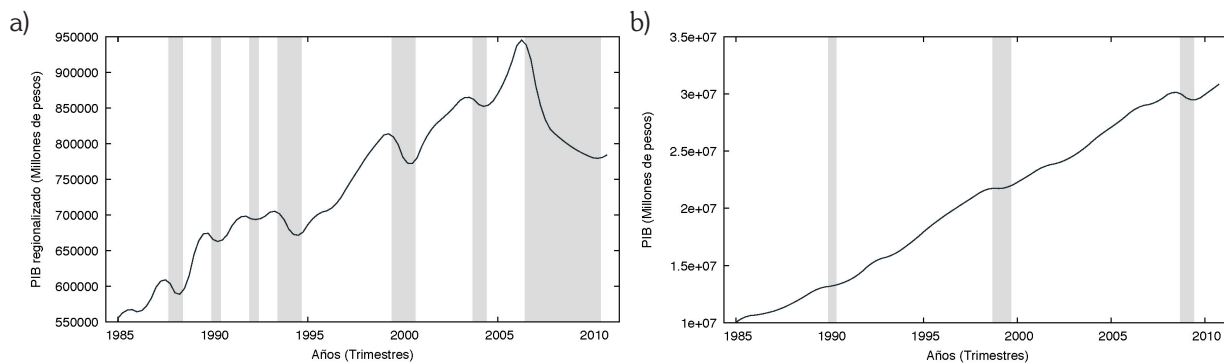 a)
PIB regionalizado (Millones de pesos)
950000
900000
850000
800000
750000
700000
650000
600000
550000
1985
1990
1995
2000
2005
2010
Años (Trimestres)
b)
PIB (Millones de pesos)
3.5e+07
3e+07
2.5e+07
2e+07
1.5e+07
1e+07
1985
1990
1995
2000
2005
2010
Años (Trimestres)